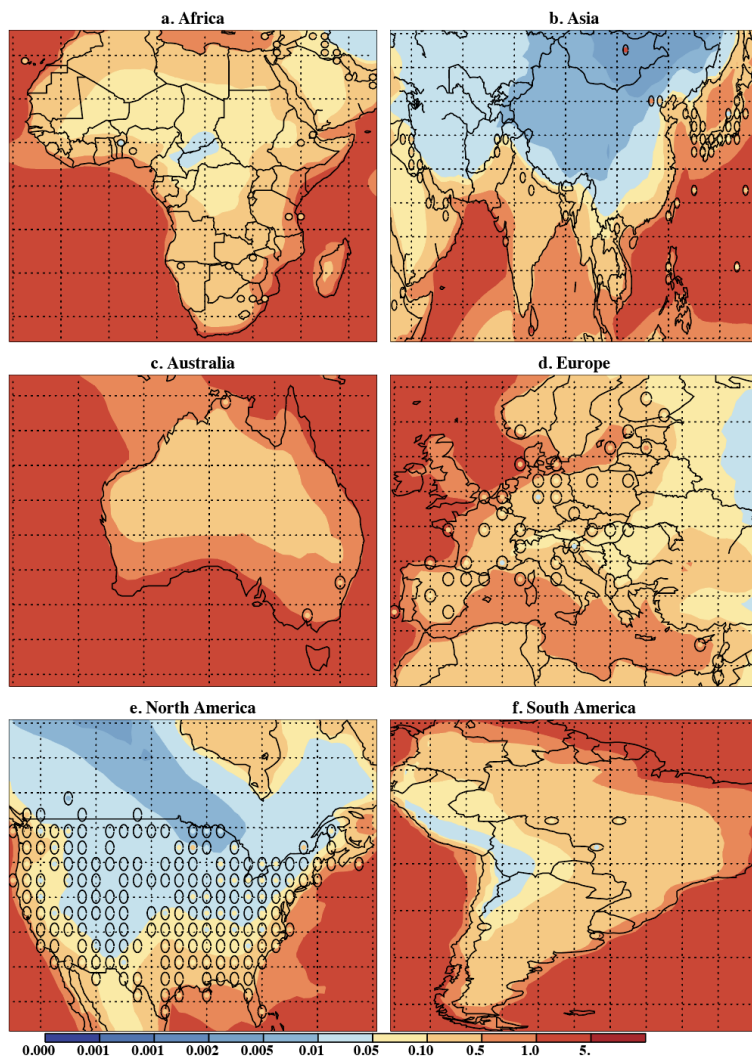 a. Africa
b. Asia
c. Australia
d. Europe
e. North America
f. South America
0.000 0.001 0.001 0.002 0.005 0.01 0.05 0.10 0.5 1.0 5.